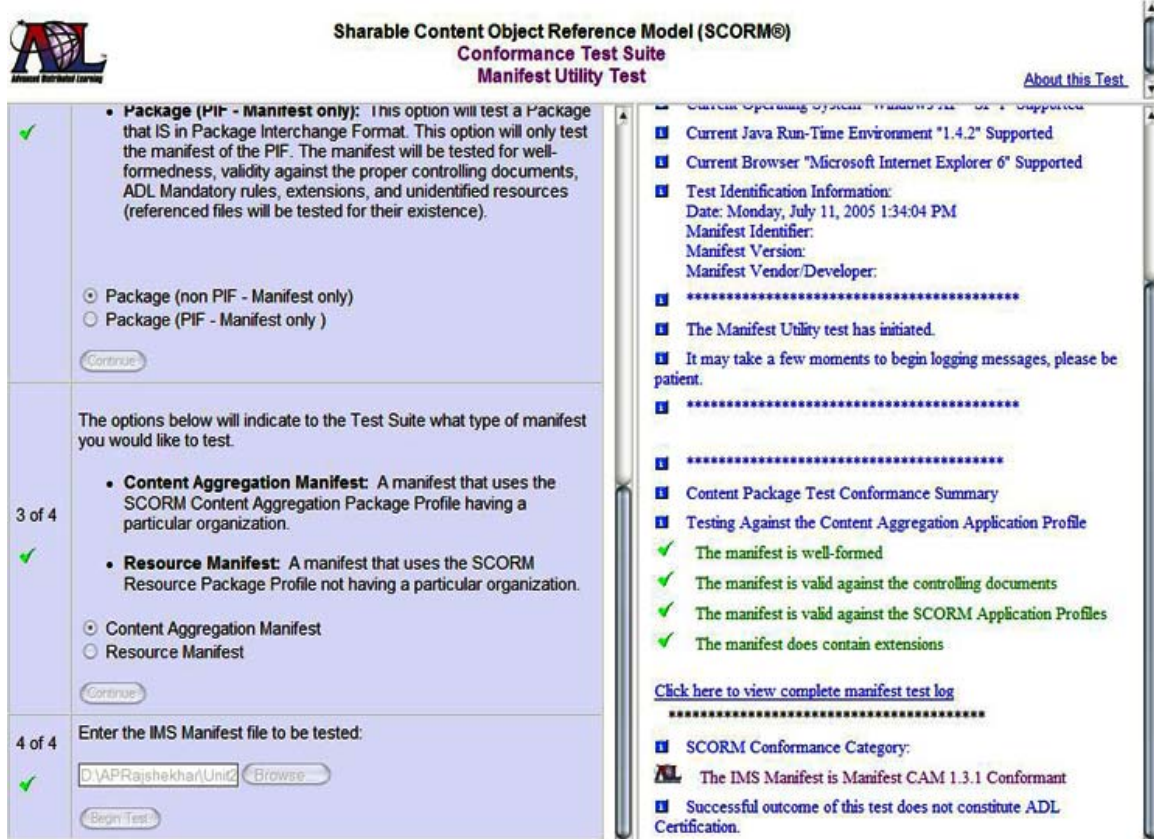 ADL
Advanced Distributed Learning
Sharable Content Object Reference Model (SCORM®)
Conformance Test Suite
Manifest Utility Test
About this Test
• Package (PIF - Manifest only): This option will test a Package
that IS in Package Interchange Format. This option will only test
the manifest of the PIF. The manifest will be tested for well-
formedness, validity against the proper controlling documents,
ADL Mandatory rules, extensions, and unidentified resources
(referenced files will be tested for their existence).
Package (non PIF - Manifest only)
Package (PIF - Manifest only )
Continue
3 of 4
The options below will indicate to the Test Suite what type of manifest
you would like to test.
• Content Aggregation Manifest: A manifest that uses the
SCORM Content Aggregation Package Profile having a
particular organization.
• Resource Manifest: A manifest that uses the SCORM
Resource Package Profile not having a particular organization.
Content Aggregation Manifest
Resource Manifest
Continue
4 of 4
Enter the IMS Manifest file to be tested:
D:\APRajshekhar\Unit2
Browse...
Begin Test
Current Operating System "Windows XP - SP 1" Supported
Current Java Run-Time Environment "1.4.2" Supported
Current Browser "Microsoft Internet Explorer 6" Supported
Test Identification Information:
Date: Monday, July 11, 2005 1:34:04 PM
Manifest Identifier:
Manifest Version:
Manifest Vendor/Developer:
******************************************
The Manifest Utility test has initiated.
It may take a few moments to begin logging messages, please be
patient.
******************************************
****************************************
Content Package Test Conformance Summary
Testing Against the Content Aggregation Application Profile
The manifest is well-formed
The manifest is valid against the controlling documents
The manifest is valid against the SCORM Application Profiles
The manifest does contain extensions
Click here to view complete manifest test log
****************************************
SCORM Conformance Category:
ADL
The IMS Manifest is Manifest CAM 1.3.1 Conformant
Successful outcome of this test does not constitute ADL
Certification.